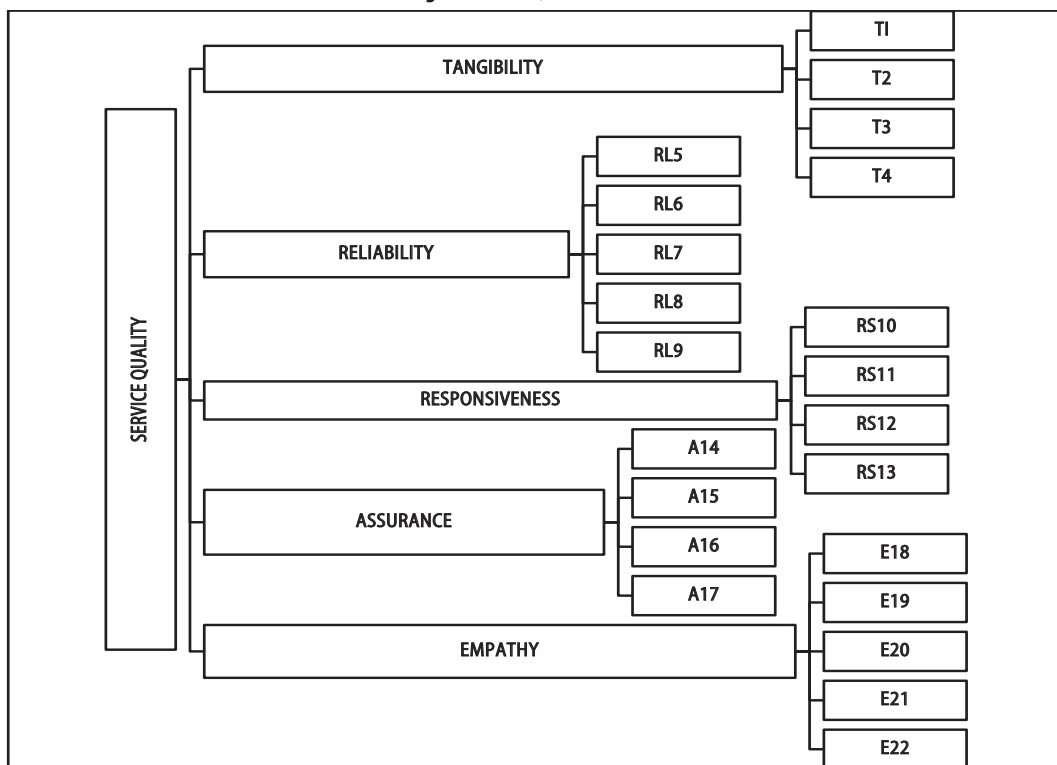 SERVICE QUALITY
TANGIBILITY
TI
T2
T3
T4
RELIABILITY
RL5
RL6
RL7
RL8
RL9
RESPONSIVENESS
RS10
RS11
RS12
RS13
ASSURANCE
A14
A15
A16
A17
EMPATHY
E18
E19
E20
E21
E22